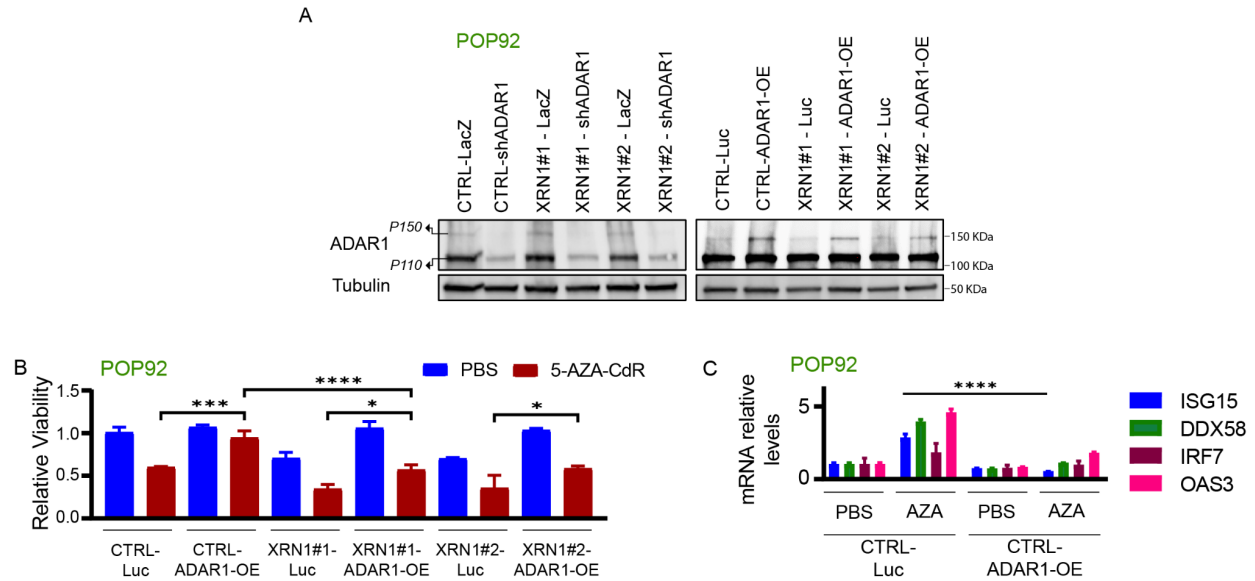 A
POP92
CTRL-LacZ
CTRL-shADAR1
XRN1#1 - LacZ
XRN1#1 - shADAR1
XRN1#2 - LacZ
XRN1#2 - shADAR1
CTRL-Luc
CTRL-ADAR1-OE
XRN1#1 - Luc
XRN1#1 - ADAR1-OE
XRN1#2 - Luc
XRN1#2 - ADAR1-OE
P150
ADAR1
P110
Tubulin
150 KDa
100 KDa
50 KDa
B
POP92
PBS
5-AZA-CdR
Relative Viability
1.5
1.0
0.5
0.0
***
****
*
*
CTRL-
Luc
CTRL-
ADAR1-OE
XRN1#1-
Luc
XRN1#1-
ADAR1-OE
XRN1#2-
Luc
XRN1#2-
ADAR1-OE
C
POP92
mRNA relative
levels
5
0
****
PBS
AZA
PBS
AZA
CTRL-
Luc
CTRL-
ADAR1-OE
ISG15
DDX58
IRF7
OAS3